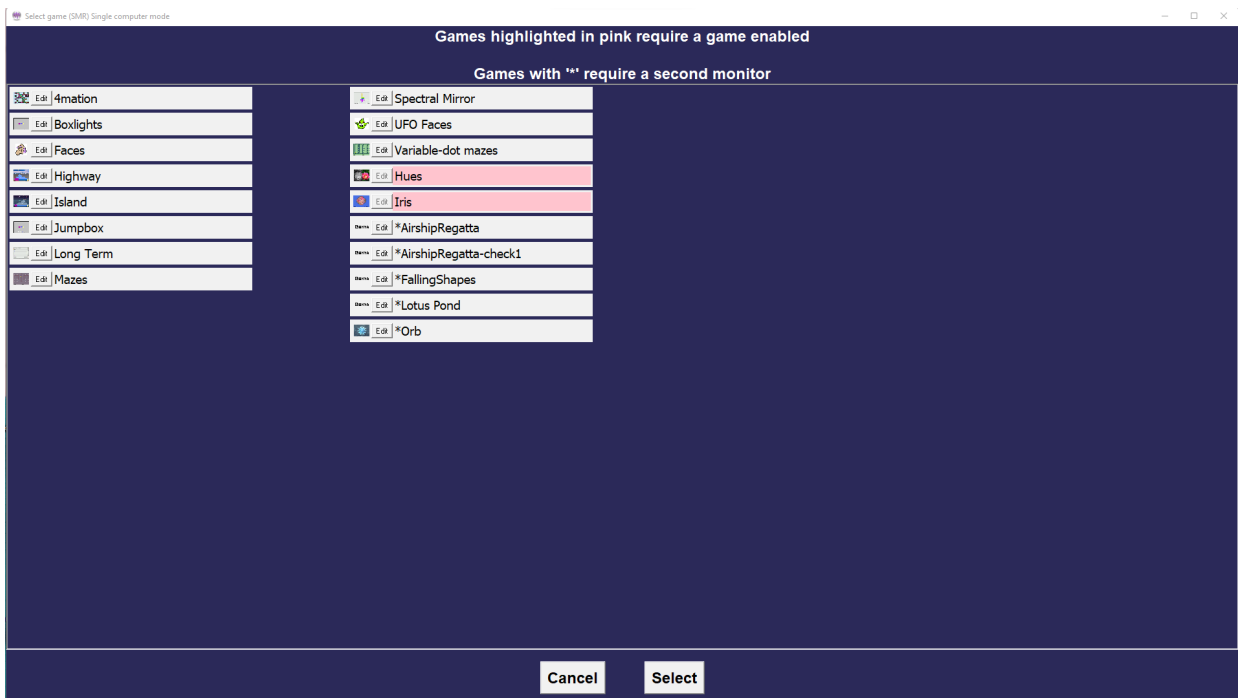 Select game (SMR) Single computer mode
Games highlighted in pink require a game enabled
Games with '*' require a second monitor
Edit 4mation
Edit Boxlights
Edit Faces
Edit Highway
Edit Island
Edit Jumpbox
Edit Long Term
Edit Mazes
Edit Spectral Mirror
Edit UFO Faces
Edit Variable-dot mazes
Edit Hues
Edit Iris
Edit *AirshipRegatta
Edit *AirshipRegatta-check1
Edit *FallingShapes
Edit *Lotus Pond
Edit *Orb
Cancel Select